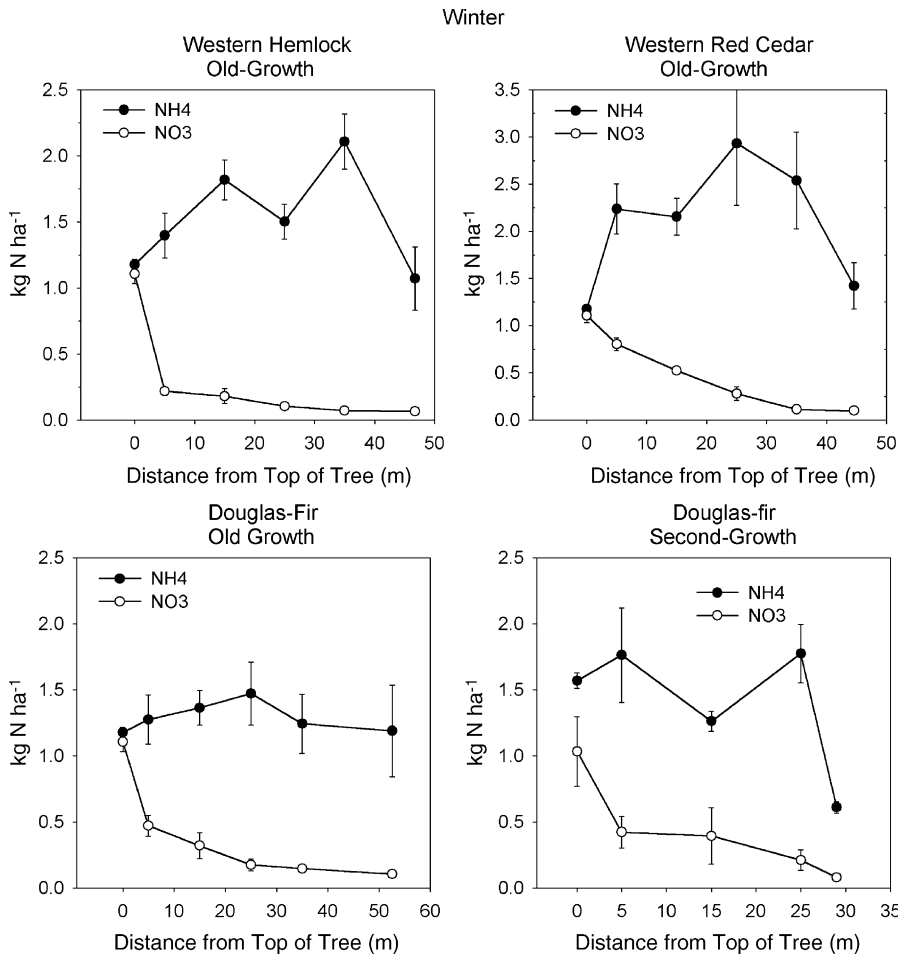 Winter
Western Hemlock
Old-Growth
2.5
2.0
1.5
1.0
0.5
0.0
kg N ha-1
NH4
NO3
0 10 20 30 40 50
Distance from Top of Tree (m)
Western Red Cedar
Old-Growth
3.5
3.0
2.5
2.0
1.5
1.0
0.5
0.0
kg N ha-1
NH4
NO3
0 10 20 30 40 50
Distance from Top of Tree (m)
Douglas-Fir
Old Growth
2.5
2.0
1.5
1.0
0.5
0.0
kg N ha-1
NH4
NO3
0 10 20 30 40 50 60
Distance from Top of Tree (m)
Douglas-fir
Second-Growth
2.5
2.0
1.5
1.0
0.5
0.0
kg N ha-1
NH4
NO3
0 5 10 15 20 25 30 35
Distance from Top of Tree (m)